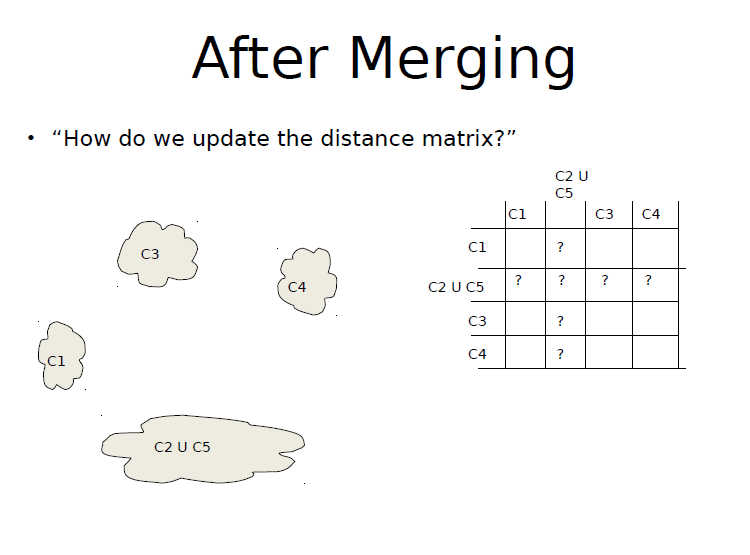 After Merging
• “How do we update the distance matrix?”
C2 U
C5
C1 C3 C4
C1 ?
C2 U C5 ? ? ? ?
C3 ?
C4 ?
C3
C4
C1
C2 U C5